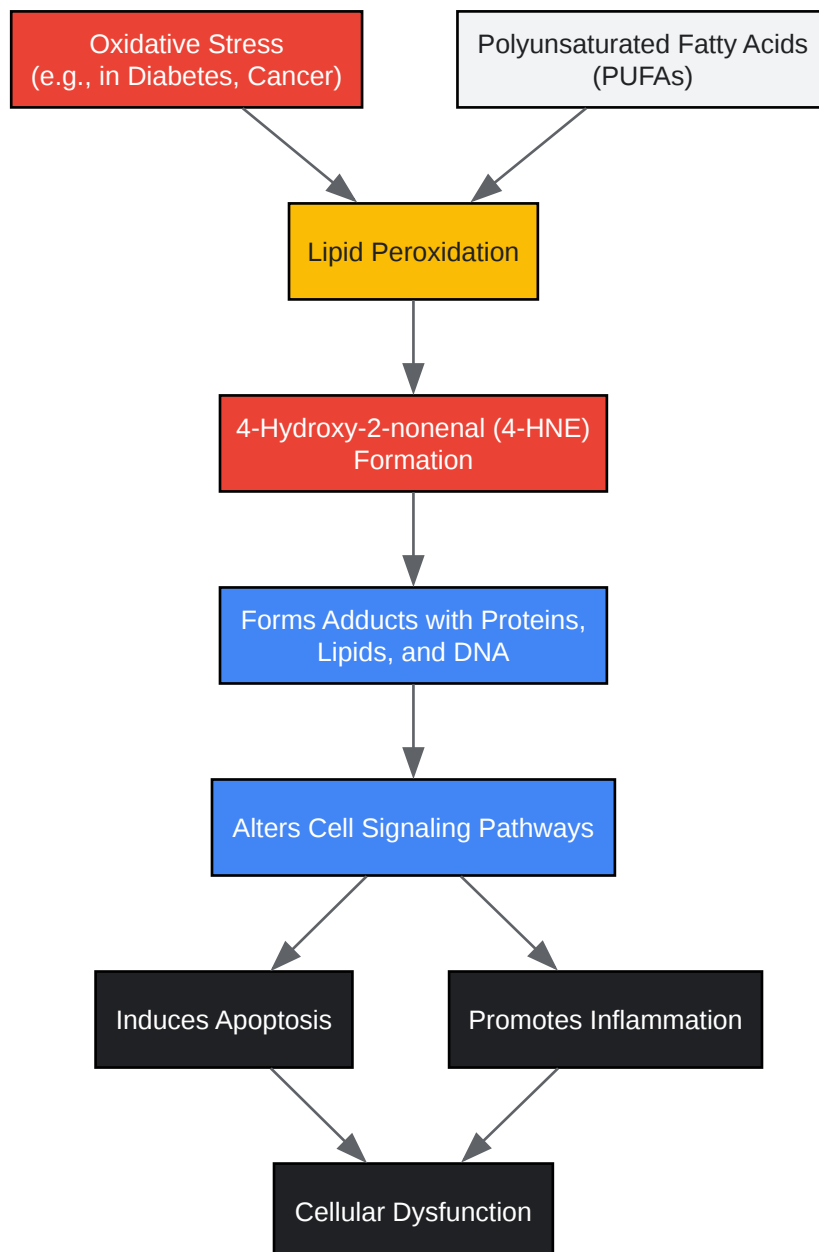 Oxidative Stress
(e.g., in Diabetes, Cancer)
Polyunsaturated Fatty Acids
(PUFAs)
Lipid Peroxidation
4-Hydroxy-2-nonenal (4-HNE)
Formation
Forms Adducts with Proteins,
Lipids, and DNA
Alters Cell Signaling Pathways
Induces Apoptosis
Promotes Inflammation
Cellular Dysfunction